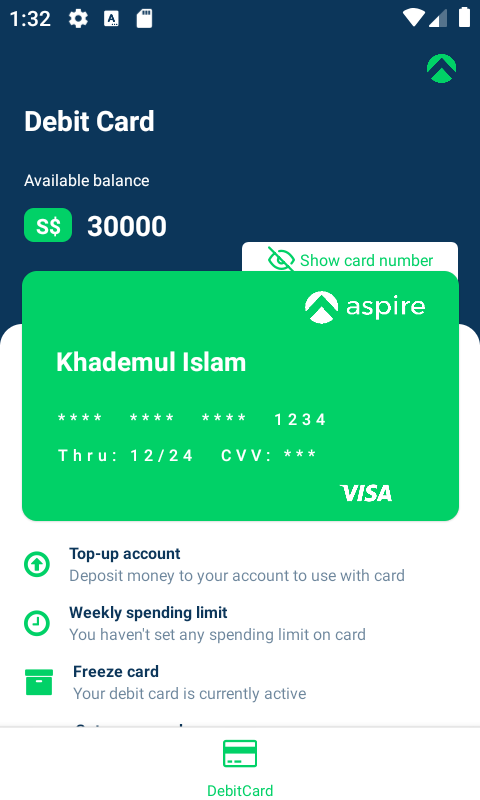 1:32
Debit Card
Available balance
S$ 30000
Show card number
aspire
Khademul Islam
**** **** **** 1234
Thru: 12/24 CVV: ***
VISA
Top-up account
Deposit money to your account to use with card
Weekly spending limit
You haven't set any spending limit on card
Freeze card
Your debit card is currently active
DebitCard